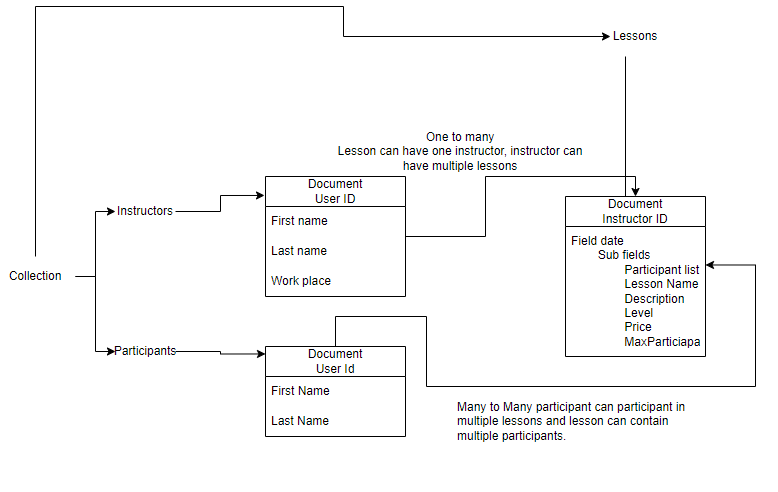 Lessons
One to many
Lesson can have one instructor, instructor can
have multiple lessons
Document
User ID
First name
Last name
Work place
Instructors
Document
Instructor ID
Field date
Sub fields
Participant list
Lesson Name
Description
Level
Price
MaxParticiapa
Collection
Participants
Document
User Id
First Name
Last Name
Many to Many participant can participant in
multiple lessons and lesson can contain
multiple participants.